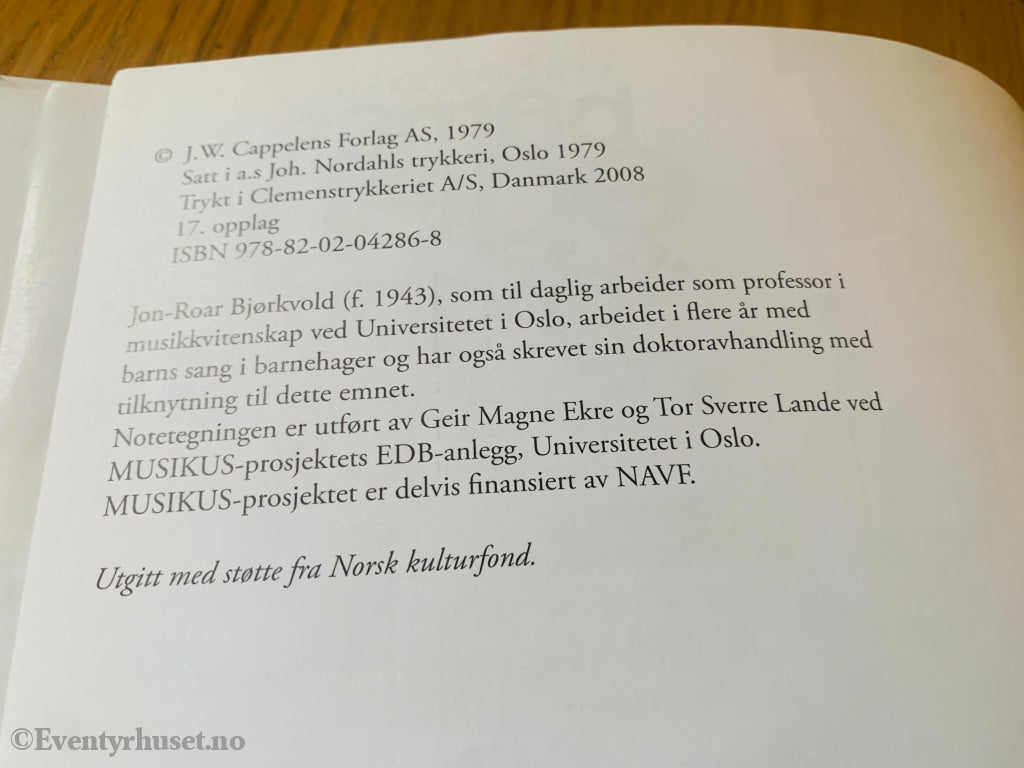 © J.W. Cappelens Forlag AS, 1979
Satt i a.s Joh. Nordahls trykkeri, Oslo 1979
Trykt i Clemenstrykkeriet A/S, Danmark 2008
17. opplag
ISBN 978-82-02-04286-8
Jon-Roar Bjørkvold (f. 1943), som til daglig arbeider som professor i
musikkvitenskap ved Universitetet i Oslo, arbeidet i flere år med
barns sang i barnehager og har også skrevet sin doktoravhandling med
tilknytning til dette emnet.
Notetegningen er utført av Geir Magne Ekre og Tor Sverre Lande ved
MUSIKUS-prosjektets EDB-anlegg, Universitetet i Oslo.
MUSIKUS-prosjektet er delvis finansiert av NAVF.
Utgitt med støtte fra Norsk kulturfond.
©Eventyrhuset.no